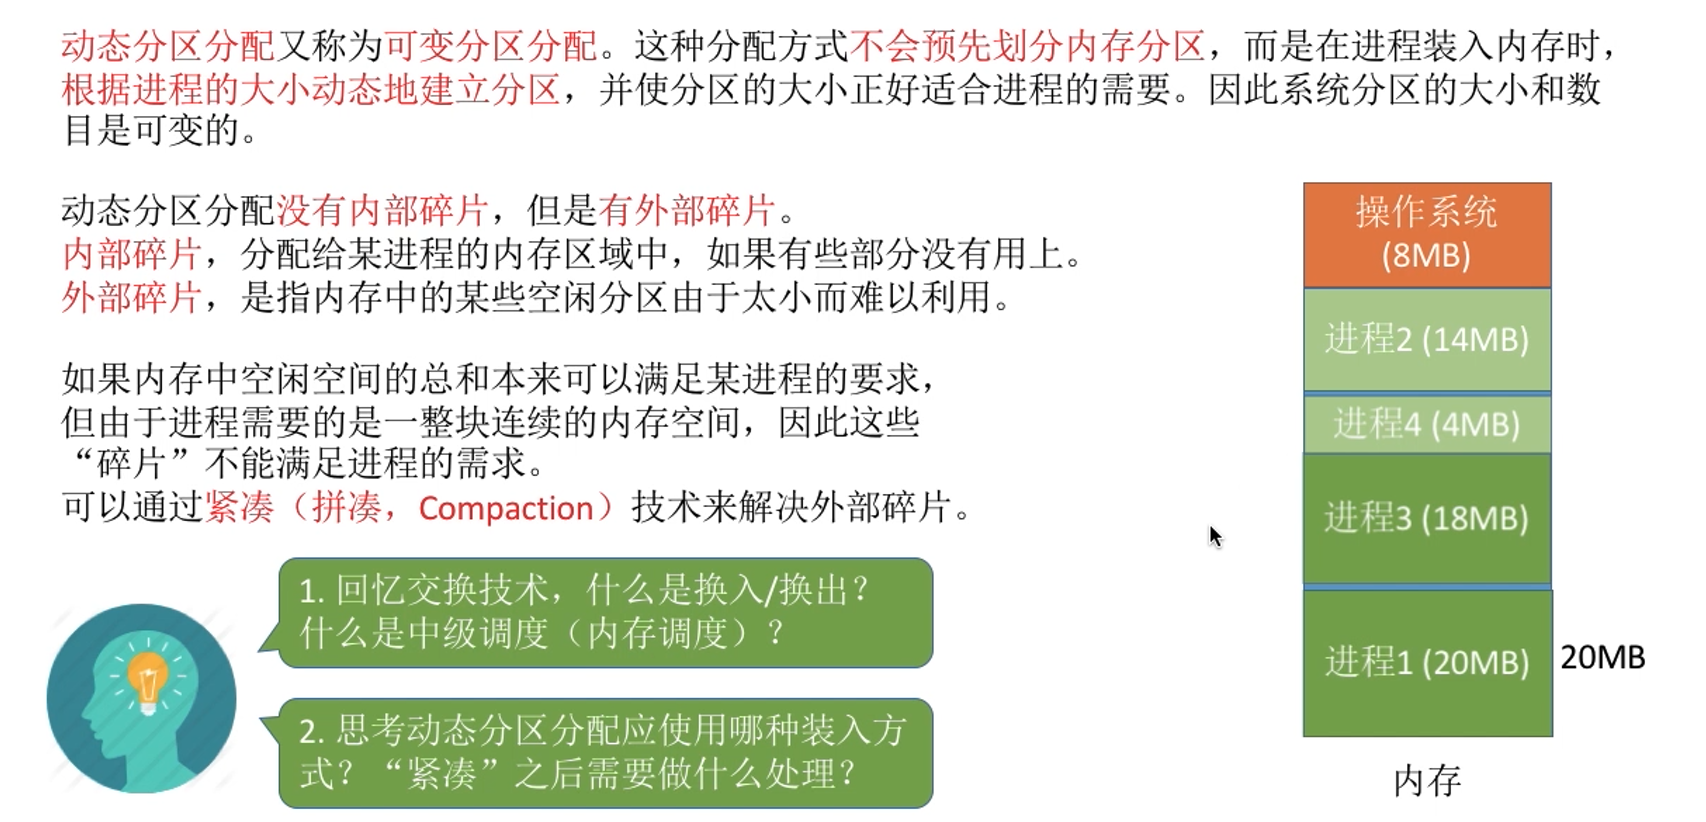 动态分区分配又称为可变分区分配。这种分配方式不会预先划分内存分区，而是在进程装入内存时，
根据进程的大小动态地建立分区，并使分区的大小正好适合进程的需要。因此系统分区的大小和数
目是可变的。
动态分区分配没有内部碎片，但是有外部碎片。
内部碎片，分配给某进程的内存区域中，如果有些部分没有用上。
外部碎片，是指内存中的某些空闲分区由于太小而难以利用。
如果内存中空闲空间的总和本来可以满足某进程的要求，
但由于进程需要的是一整块连续的内存空间，因此这些
“碎片”不能满足进程的需求。
可以通过紧凑（拼凑，Compaction）技术来解决外部碎片。
1. 回忆交换技术，什么是换入/换出？
什么是中级调度（内存调度）？
2. 思考动态分区分配应使用哪种装入方
式？“紧凑”之后需要做什么处理？
操作系统
(8MB)
进程2 (14MB)
进程4 (4MB)
进程3 (18MB)
进程1 (20MB)
20MB
内存